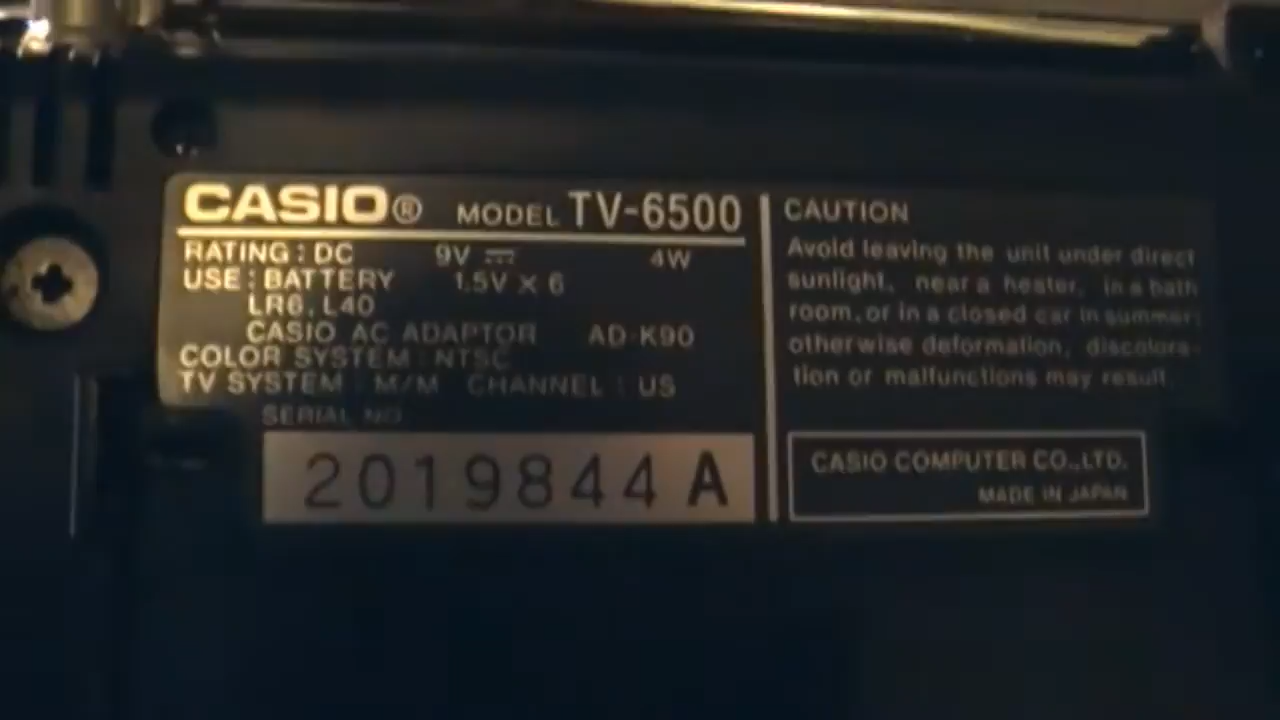 CASIO® MODEL TV-6500
RATING : DC 9V ⎓ 4W
USE : BATTERY 1.5V × 6
LR6, L40
CASIO AC ADAPTOR AD-K90
COLOR SYSTEM : NTSC
TV SYSTEM : M/M CHANNEL : US
SERIAL NO.
2019844 A
CAUTION
Avoid leaving the unit under direct
sunlight, near a heater, in a bath
room, or in a closed car in summer;
otherwise deformation, discolora-
tion or malfunctions may result.
CASIO COMPUTER CO.,LTD.
MADE IN JAPAN